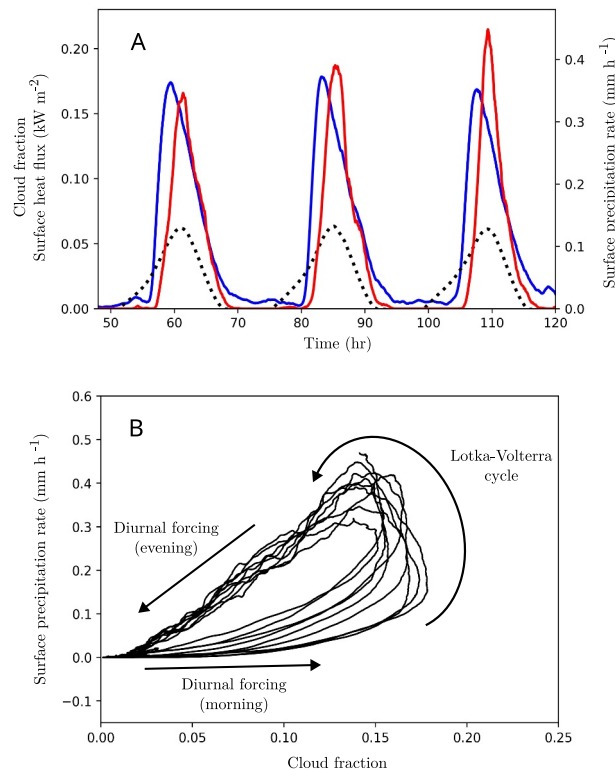 A
Cloud fraction
Surface heat flux (kW m⁻²)
0.20
0.15
0.10
0.05
0.00
0.4
0.3
0.2
0.1
0.0
Surface precipitation rate (mm h⁻¹)
50 60 70 80 90 100 110 120
Time (hr)
B
Surface precipitation rate (mm h⁻¹)
0.6
0.5
0.4
0.3
0.2
0.1
0.0
−0.1
Lotka-Volterra
cycle
Diurnal forcing
(evening)
Diurnal forcing
(morning)
0.00 0.05 0.10 0.15 0.20 0.25
Cloud fraction